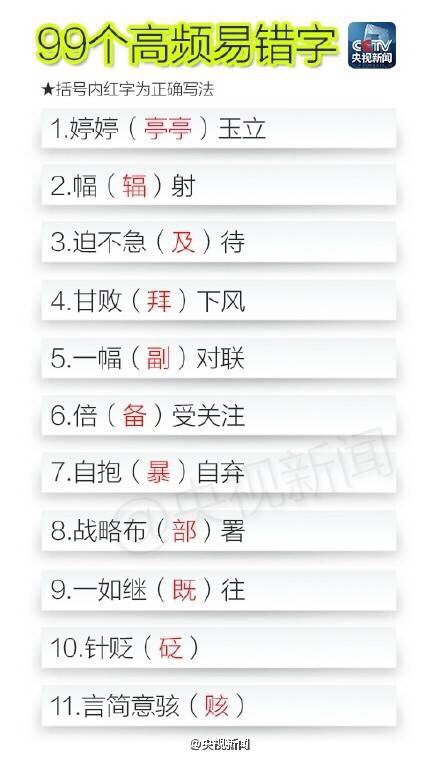 99个高频易错字
CCTV
央视新闻
★括号内红字为正确写法
1.婷婷（亭亭）玉立
2.幅（辐）射
3.迫不急（及）待
4.甘败（拜）下风
5.一幅（副）对联
6.倍（备）受关注
7.自抱（暴）自弃
8.战略布（部）署
9.一如继（既）往
10.针贬（砭）
11.言简意骇（赅）
@央视新闻
@央视新闻